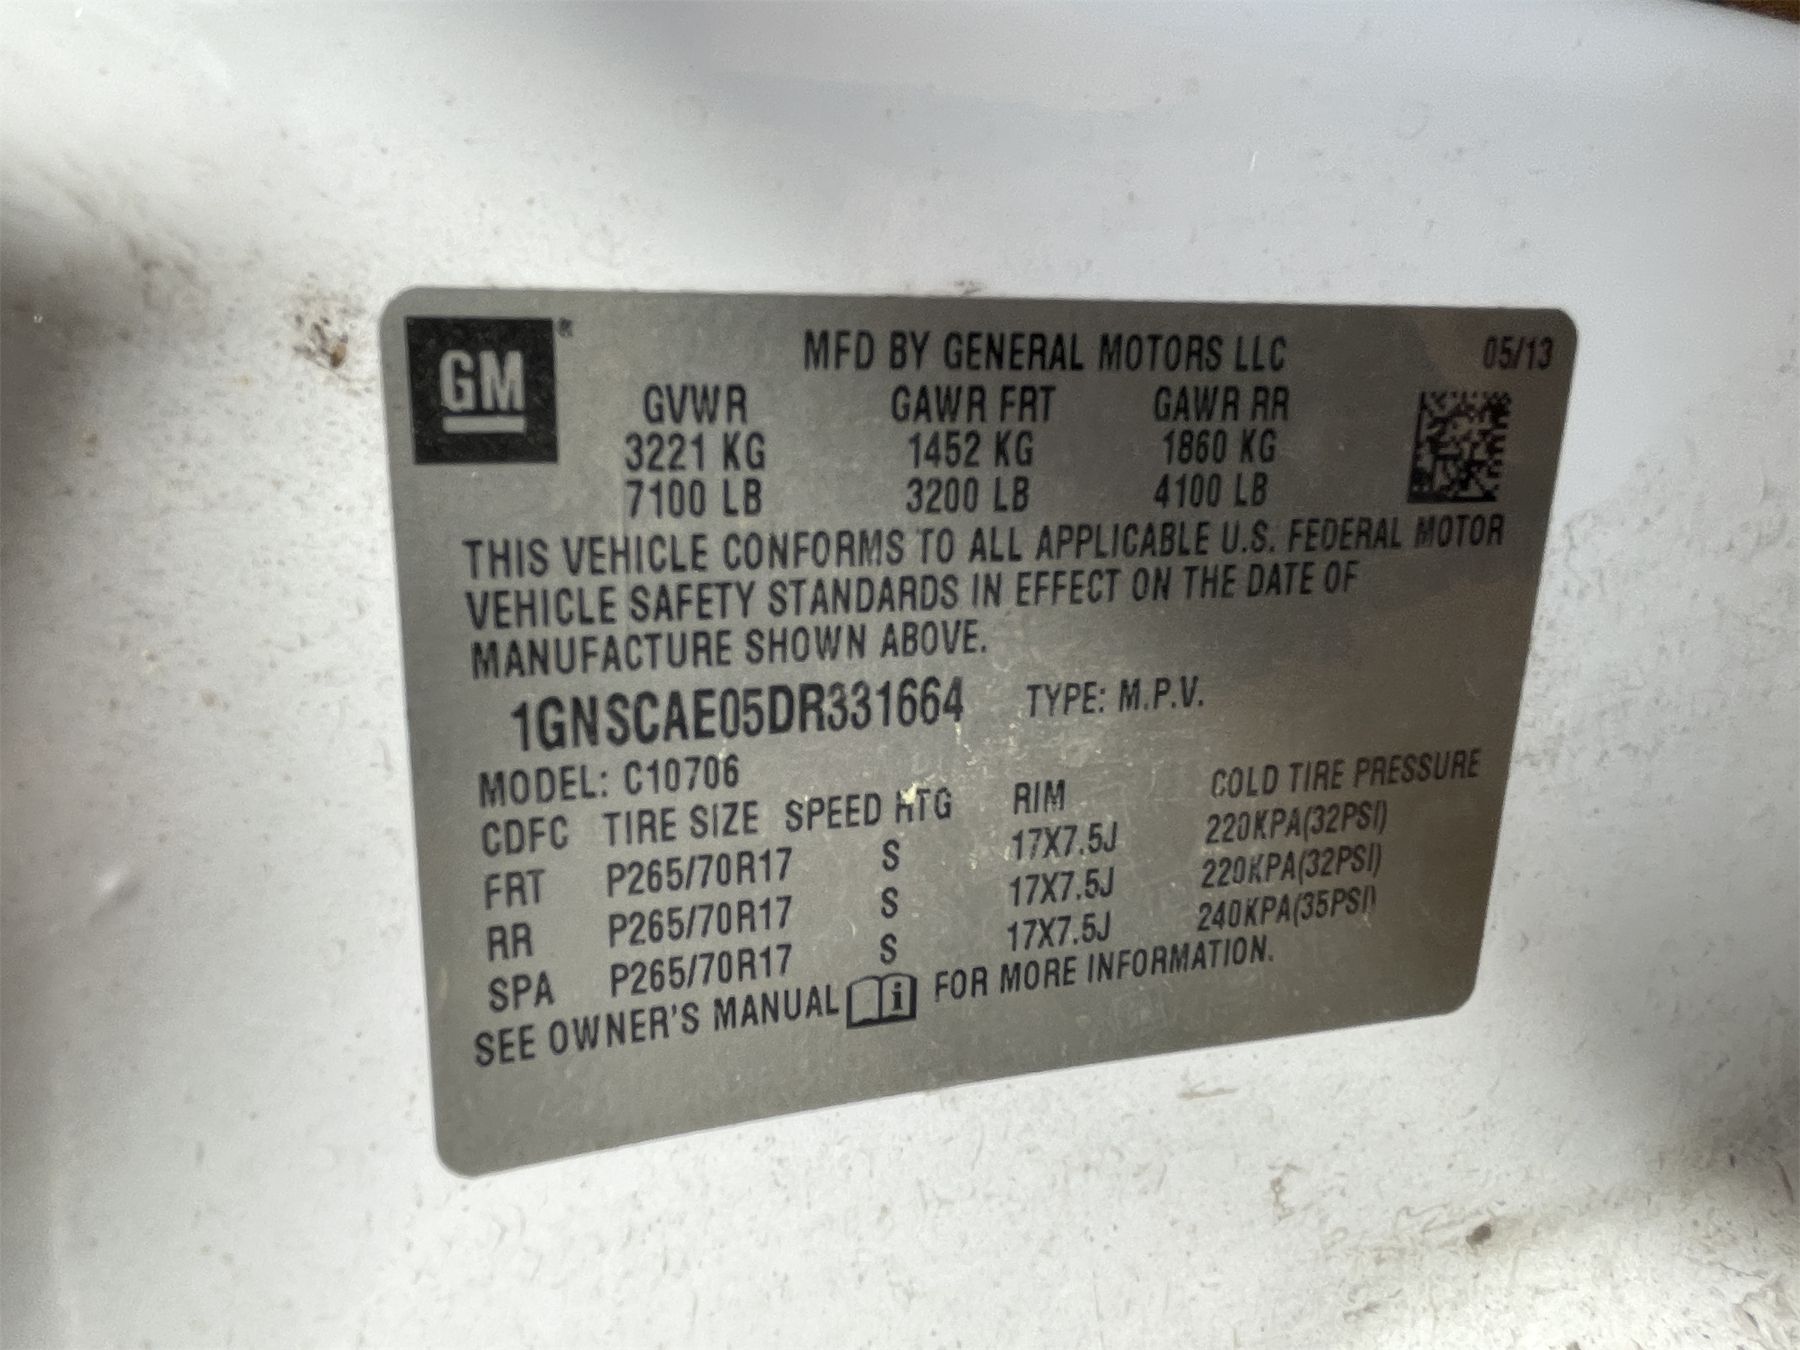 GM®
MFD BY GENERAL MOTORS LLC 05/13
GVWR GAWR FRT GAWR RR
3221 KG 1452 KG 1860 KG
7100 LB 3200 LB 4100 LB
THIS VEHICLE CONFORMS TO ALL APPLICABLE U.S. FEDERAL MOTOR
VEHICLE SAFETY STANDARDS IN EFFECT ON THE DATE OF
MANUFACTURE SHOWN ABOVE.
1GNSCAE05DR331664 TYPE: M.P.V.
MODEL: C10706
CDFC TIRE SIZE SPEED RTG RIM COLD TIRE PRESSURE
FRT P265/70R17 S 17X7.5J 220KPA(32PSI)
RR P265/70R17 S 17X7.5J 220KPA(32PSI)
SPA P265/70R17 S 17X7.5J 240KPA(35PSI)
SEE OWNER'S MANUAL i FOR MORE INFORMATION.